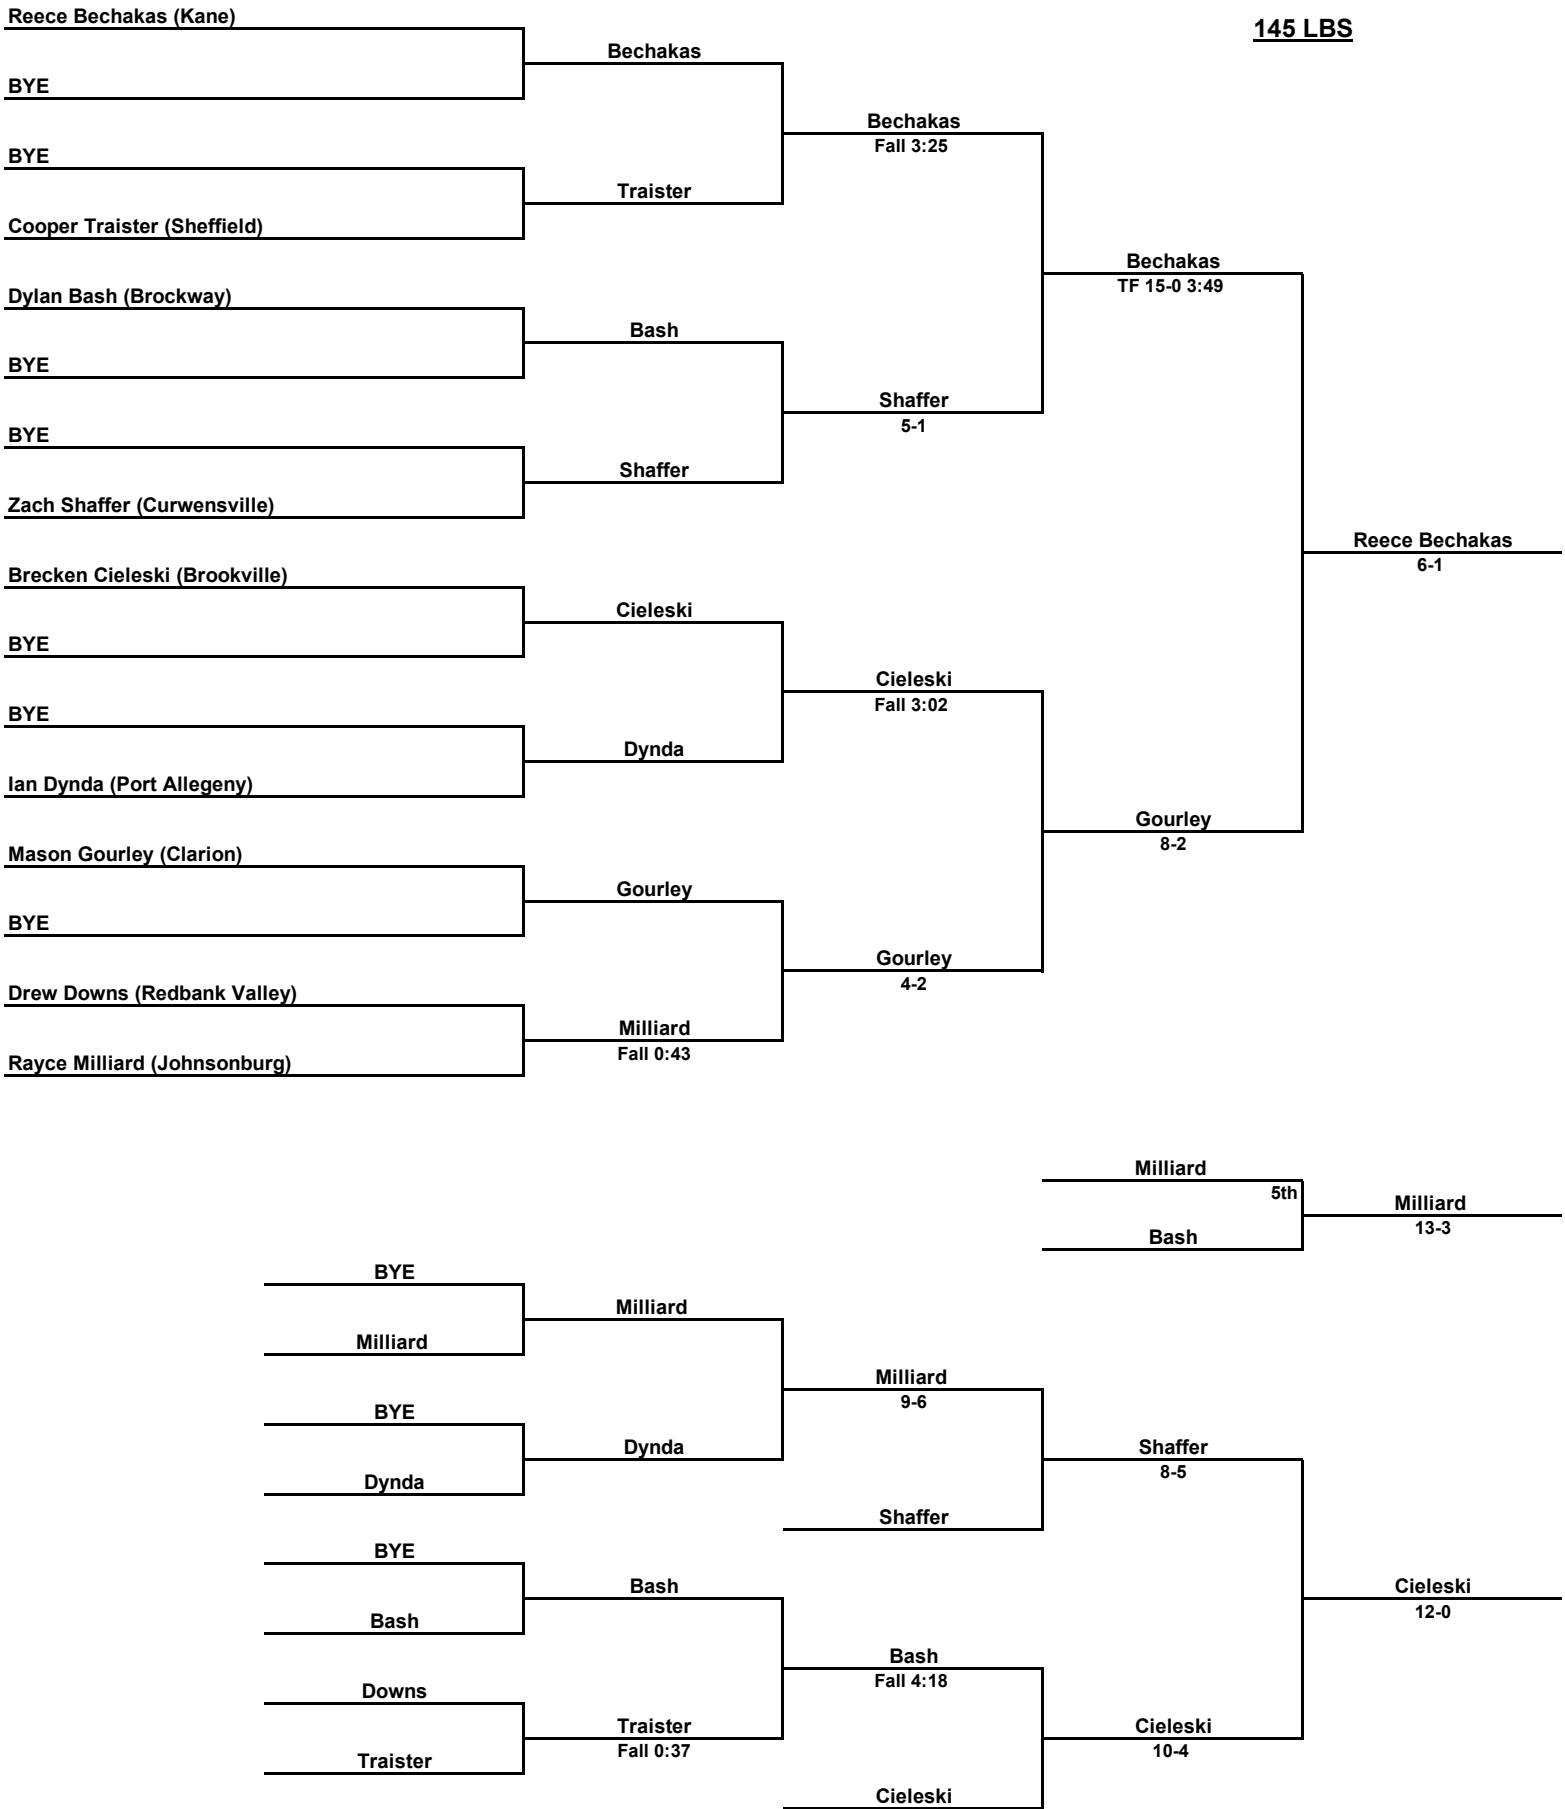 Reece Bechakas (Kane)
145 LBS
Bechakas
BYE
Bechakas
Fall 3:25
BYE
Traister
Cooper Traister (Sheffield)
Bechakas
TF 15-0 3:49
Dylan Bash (Brockway)
Bash
BYE
Shaffer
5-1
BYE
Shaffer
Zach Shaffer (Curwensville)
Reece Bechakas
6-1
Brecken Cieleski (Brookville)
Cieleski
BYE
Cieleski
Fall 3:02
BYE
Dynda
Ian Dynda (Port Allegeny)
Gourley
8-2
Mason Gourley (Clarion)
Gourley
BYE
Gourley
4-2
Drew Downs (Redbank Valley)
Milliard
Fall 0:43
Rayce Milliard (Johnsonburg)
Milliard
5th
Milliard
13-3
Bash
BYE
Milliard
Milliard
Milliard
9-6
BYE
Dynda
Shaffer
8-5
Dynda
Shaffer
BYE
Bash
Cieleski
12-0
Bash
Bash
Fall 4:18
Downs
Traister
Fall 0:37
Cieleski
10-4
Traister
Cieleski